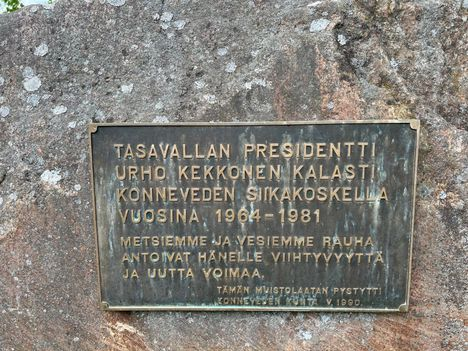 TASAVALLAN PRESIDENTTI
URHO KEKKONEN KALASTI
KONNEVEDEN SIIKAKOSKELLA
VUOSINA 1964-1981
METSIEMME JA VESIEMME RAUHA
ANTOIVAT HÄNELLE VIIHTYVYYTTÄ
JA UUTTA VOIMAA.
TÄMÄN MUISTOLAATAN PYSTYTTI
KONNEVEDEN KUNTA V. 1990.